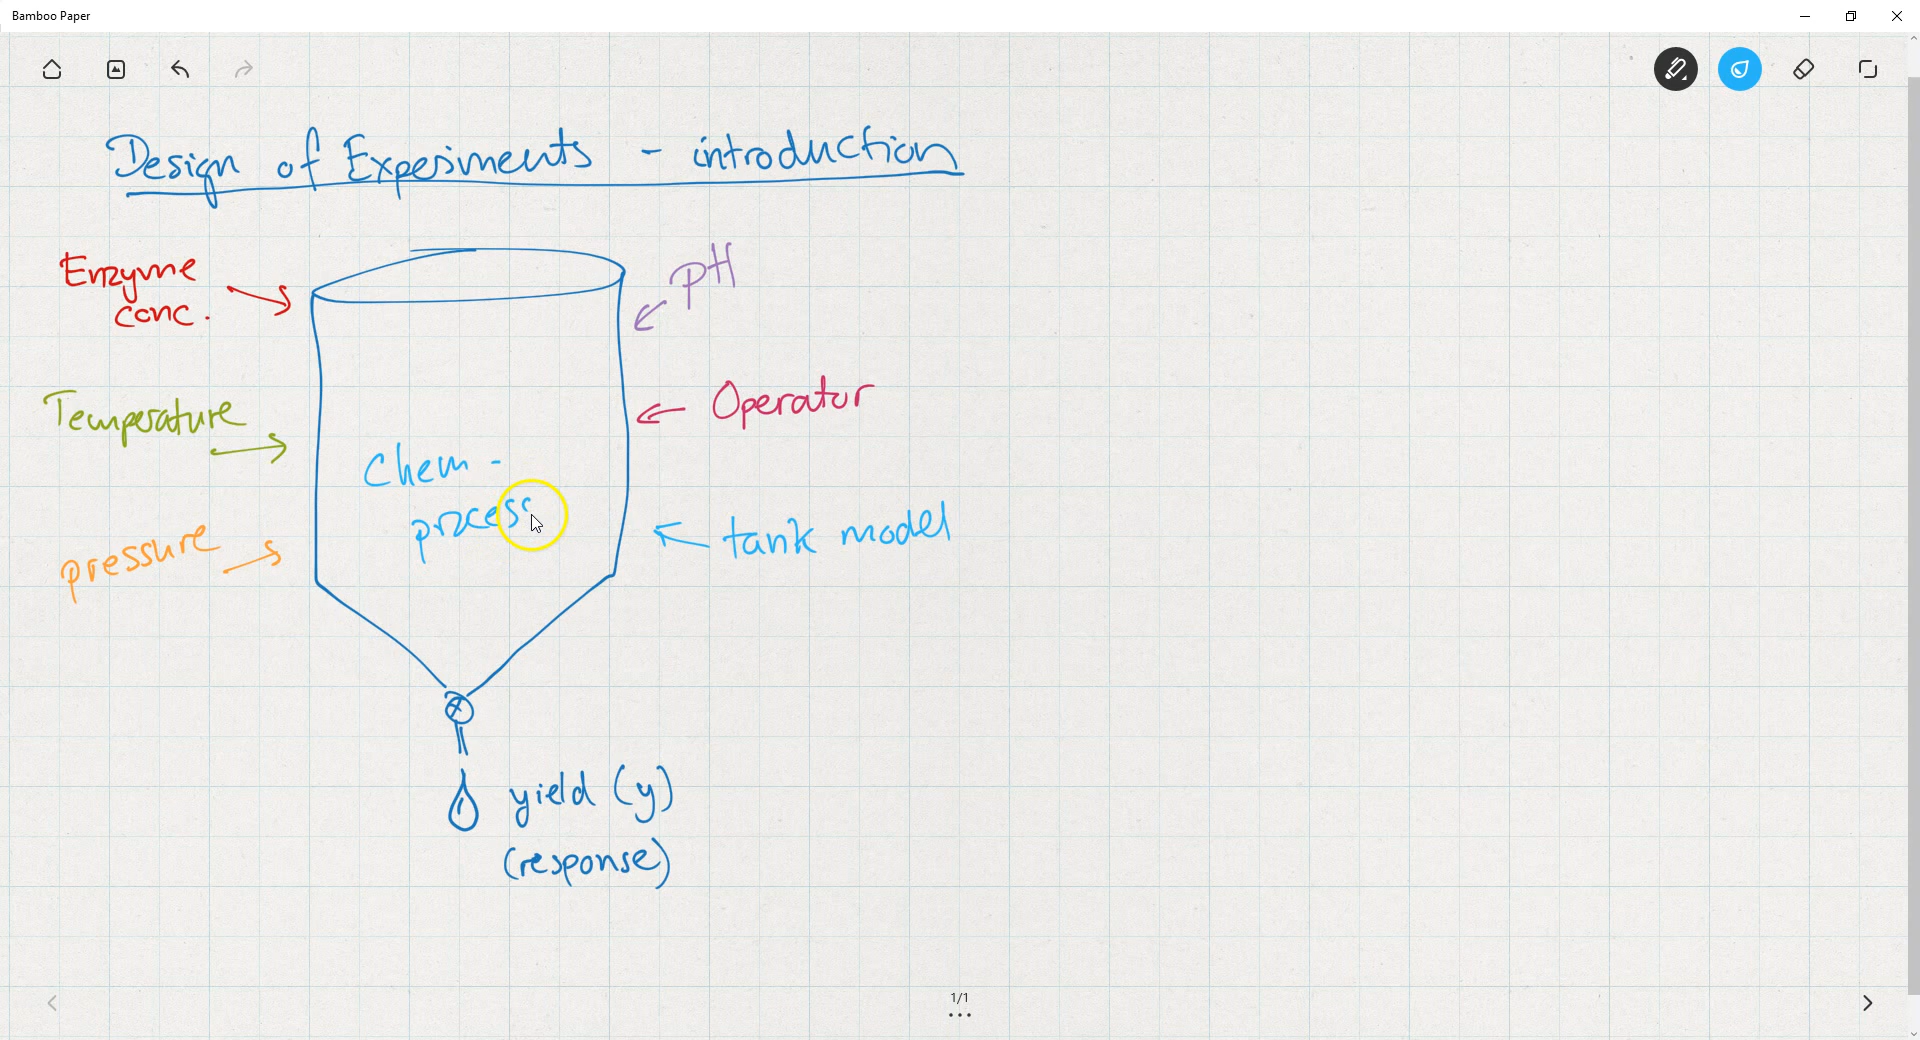 Bamboo Paper
Design of Experiments - introduction
Enzyme
conc.
pH
Temperature
Operator
Chem -
process
pressure
tank model
yield (y)
(response)
1/1